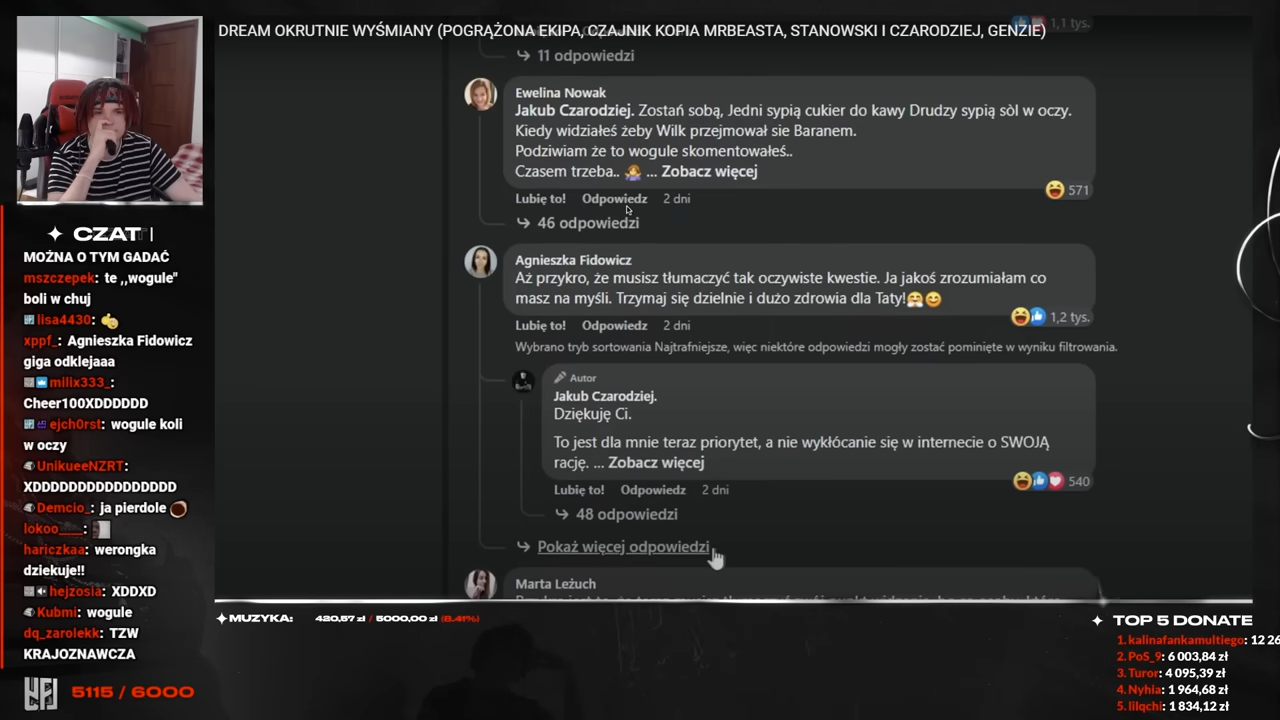 DREAM OKRUTNIE WYŚMIANY (POGRĄŻONA EKIPA, CZAJNIK KOPIA MRBEASTA, STANOWSKI I CZARODZIEJ, GENZIE)
1,1 tys.
11 odpowiedzi
Ewelina Nowak
Jakub Czarodziej. Zostań sobą, Jedni sypią cukier do kawy Drudzy sypią sòl w oczy.
Kiedy widziałeś żeby Wilk przejmował sie Baranem.
Podziwiam że to wogule skomentowałeś..
Czasem trzeba.. 🤷‍♀️ ... Zobacz więcej
571
Lubię to! Odpowiedz 2 dni
46 odpowiedzi
Agnieszka Fidowicz
Aż przykro, że musisz tłumaczyć tak oczywiste kwestie. Ja jakoś zrozumiałam co
masz na myśli. Trzymaj się dzielnie i dużo zdrowia dla Taty!🤗😊
1,2 tys.
Lubię to! Odpowiedz 2 dni
Wybrano tryb sortowania Najtrafniejsze, więc niektóre odpowiedzi mogły zostać pominięte w wyniku filtrowania.
Autor
Jakub Czarodziej.
Dziękuję Ci.
To jest dla mnie teraz priorytet, a nie wykłócanie się w internecie o SWOJĄ
rację. ... Zobacz więcej
540
Lubię to! Odpowiedz 2 dni
48 odpowiedzi
Pokaż więcej odpowiedzi
Marta Leżuch
CZAT
MOŻNA O TYM GADAĆ
mszczepek: te ,,wogule"
boli w chuj
lisa4430:
xppf_: Agnieszka Fidowicz
giga odklejaaa
milix333_:
Cheer100XDDDDDD
ejch0rst: wogule koli
w oczy
UnikueeNZRT:
XDDDDDDDDDDDDDDDD
Demcio_: ja pierdole
lokoo____:
hariczkaa: werongka
dziekuje!!
hejzosia: XDDXD
Kubmi: wogule
dq_zarolekk: TZW
KRAJOZNAWCZA
5115 / 6000
MUZYKA: 420,57 zł / 5000,00 zł (8.41%)
TOP 5 DONATE
1. kalinafankamultiego: 12 26
2. PoS_9: 6 003,84 zł
3. Turor: 4 095,39 zł
4. Nyhia: 1 964,68 zł
5. lilqchi: 1 834,12 zł